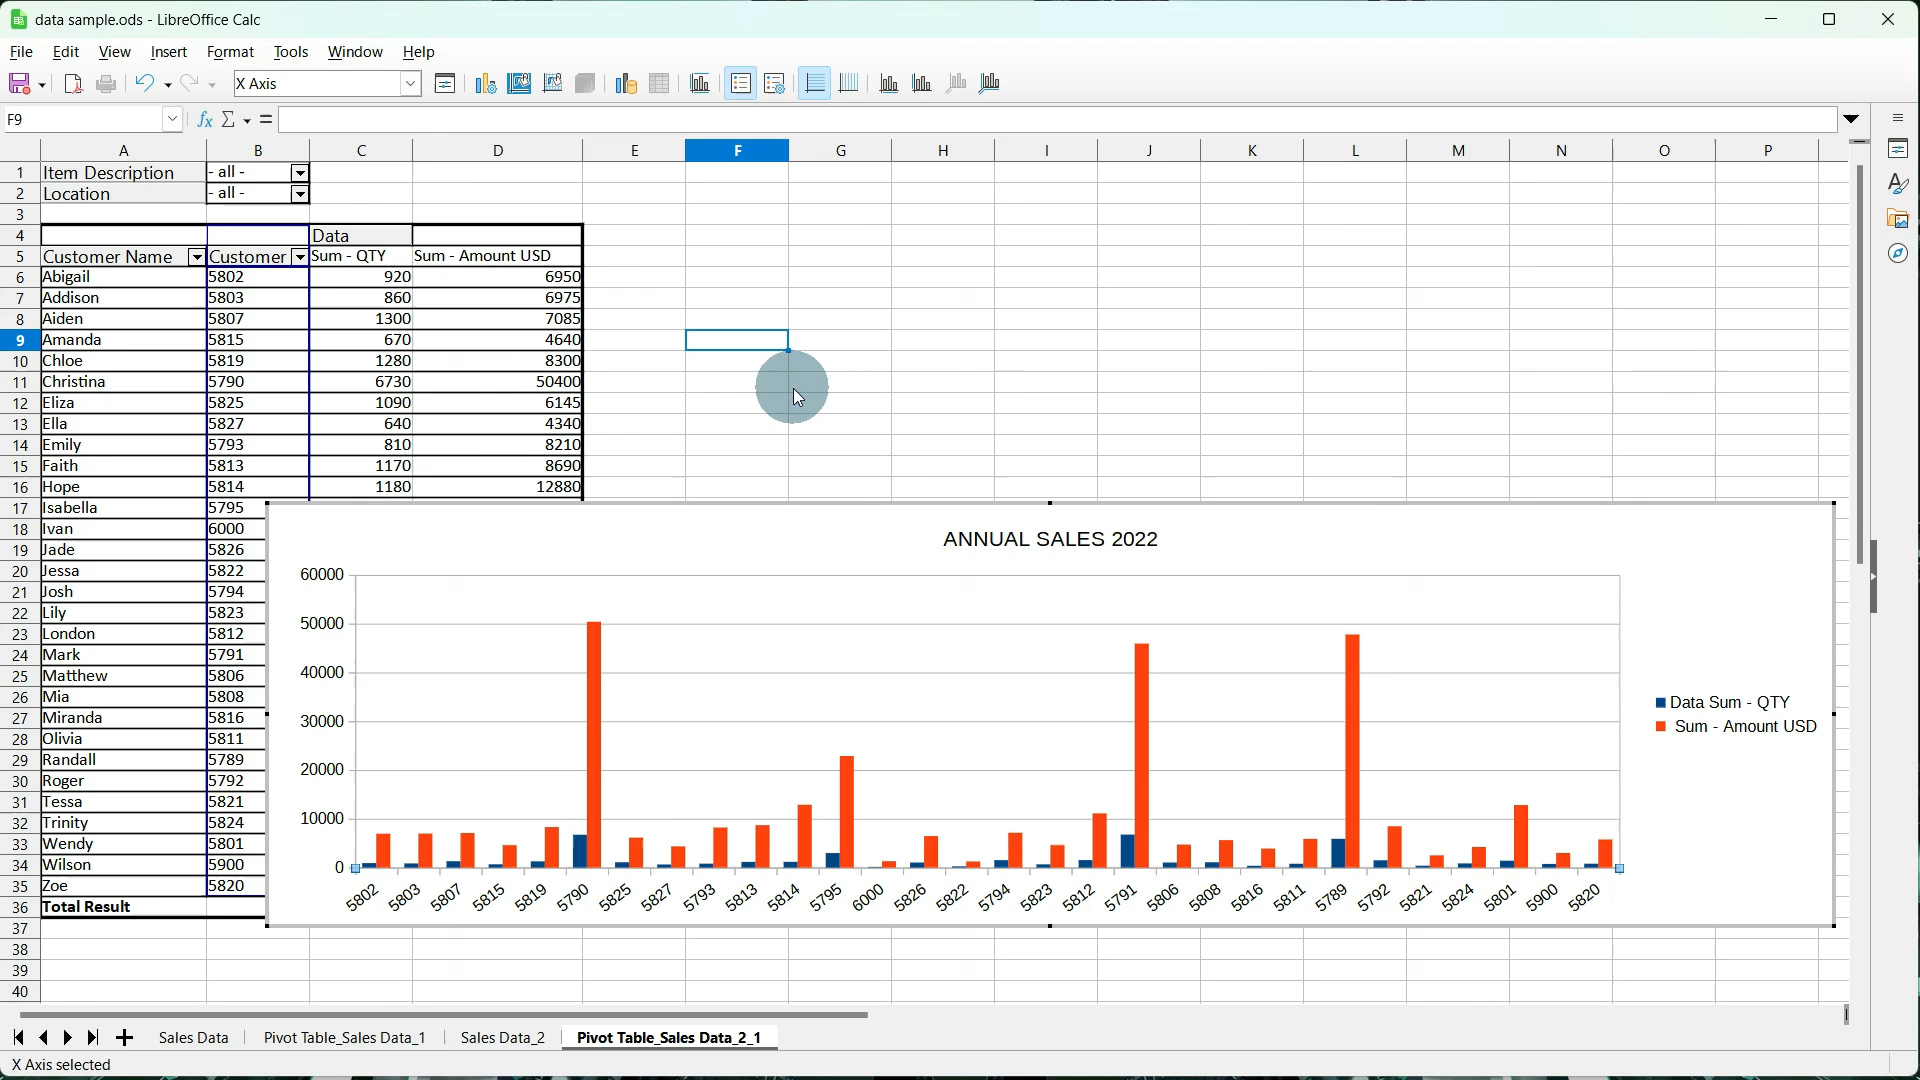 data sample.ods - LibreOffice Calc
File Edit View Insert Format Tools Window Help
X Axis
F9 fx Σ =
A B C D E F G H I J K L M N O P
1 Item Description - all -
2 Location - all -
3
4 Data
5 Customer Name Customer Sum - QTY Sum - Amount USD
6 Abigail 5802 920 6950
7 Addison 5803 860 6975
8 Aiden 5807 1300 7085
9 Amanda 5815 670 4640
10 Chloe 5819 1280 8300
11 Christina 5790 6730 50400
12 Eliza 5825 1090 6145
13 Ella 5827 640 4340
14 Emily 5793 810 8210
15 Faith 5813 1170 8690
16 Hope 5814 1180 12880
17 Isabella 5795
18 Ivan 6000
19 Jade 5826
20 Jessa 5822
21 Josh 5794
22 Lily 5823
23 London 5812
24 Mark 5791
25 Matthew 5806
26 Mia 5808
27 Miranda 5816
28 Olivia 5811
29 Randall 5789
30 Roger 5792
31 Tessa 5821
32 Trinity 5824
33 Wendy 5801
34 Wilson 5900
35 Zoe 5820
36 Total Result
37
38
39
40
ANNUAL SALES 2022
60000
50000
40000
30000
20000
10000
0
Data Sum - QTY
Sum - Amount USD
5802 5803 5807 5815 5819 5790 5825 5827 5793 5813 5814 5795 6000 5826 5822 5794 5823 5812 5791 5806 5808 5816 5811 5789 5792 5821 5824 5801 5900 5820
Sales Data Pivot Table_Sales Data_1 Sales Data_2 Pivot Table_Sales Data_2_1
X Axis selected